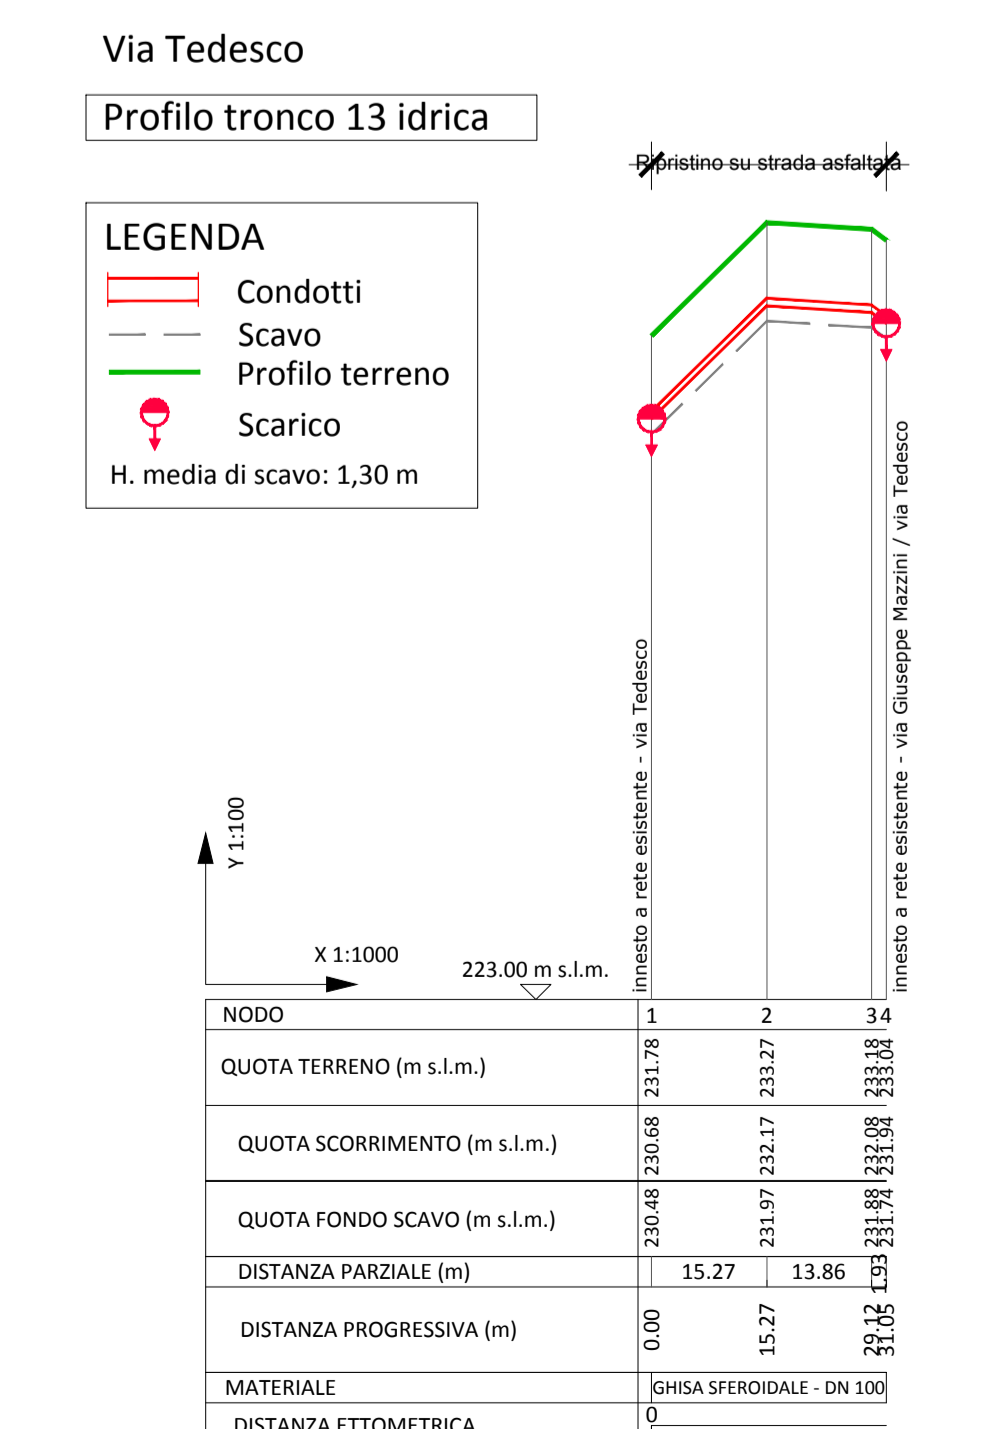 Via Tedesco
Profilo tronco 13 idrica
Ripristino su strada asfaltata
LEGENDA
Condotti
Scavo
Profilo terreno
Scarico
H. media di scavo: 1,30 m
innesto a rete esistente - via Tedesco
innesto a rete esistente - via Giuseppe Mazzini / via Tedesco
Y 1:100
X 1:1000
223.00 m s.l.m.
NODO 1 2 3 4
QUOTA TERRENO (m s.l.m.) 231.78 233.27 233.18 233.04
QUOTA SCORRIMENTO (m s.l.m.) 230.68 232.17 232.08 231.94
QUOTA FONDO SCAVO (m s.l.m.) 230.48 231.97 231.88 231.74
DISTANZA PARZIALE (m) 15.27 13.86 1.93
DISTANZA PROGRESSIVA (m) 0.00 15.27 29.12 31.05
MATERIALE GHISA SFEROIDALE - DN 100
DISTANZA ETTOMETRICA 0